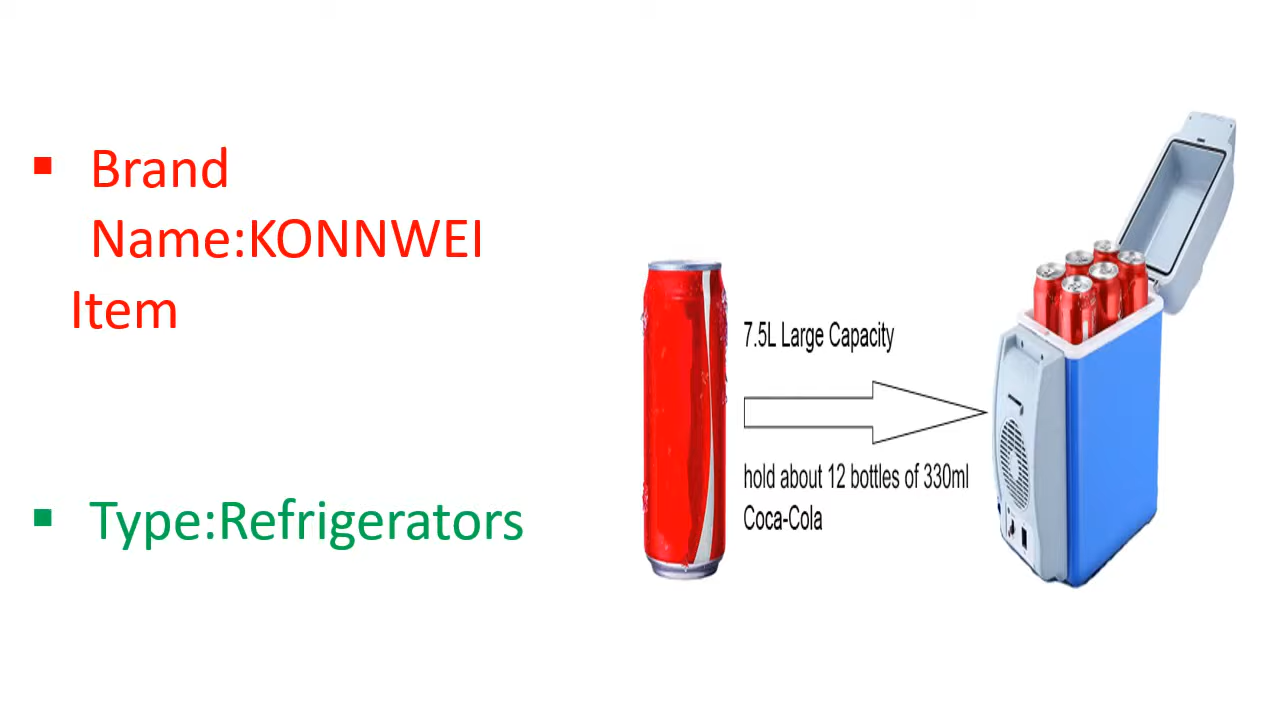 ▪ Brand
Name:KONNWEI
Item
▪ Type:Refrigerators
7.5L Large Capacity
hold about 12 bottles of 330ml
Coca-Cola